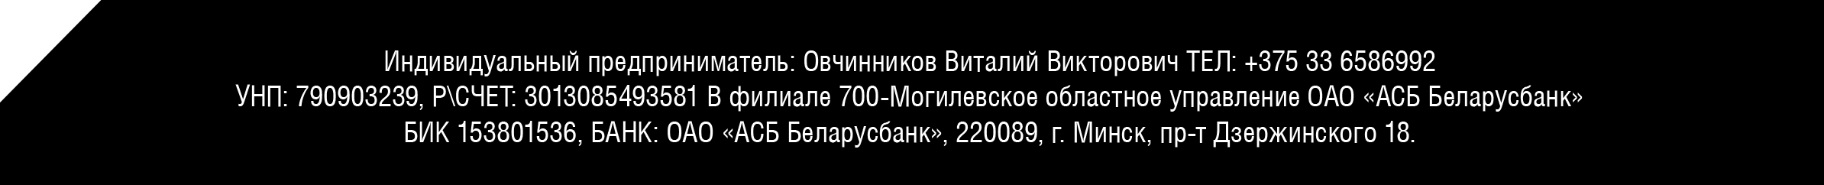 Индивидуальный предприниматель: Овчинников Виталий Викторович ТЕЛ: +375 33 6586992
УНП: 790903239, Р\СЧЕТ: 3013085493581 В филиале 700-Могилевское областное управление ОАО «АСБ Беларусбанк»
БИК 153801536, БАНК: ОАО «АСБ Беларусбанк», 220089, г. Минск, пр-т Дзержинского 18.